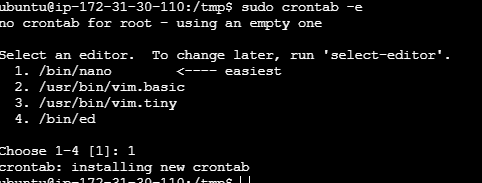 ubuntu@ip-172-31-30-110:/tmp$ sudo crontab -e
no crontab for root - using an empty one

Select an editor.  To change later, run 'select-editor'.
  1. /bin/nano        <---- easiest
  2. /usr/bin/vim.basic
  3. /usr/bin/vim.tiny
  4. /bin/ed

Choose 1-4 [1]: 1
crontab: installing new crontab
ubuntu@ip-172-31-30-110:/tmp$